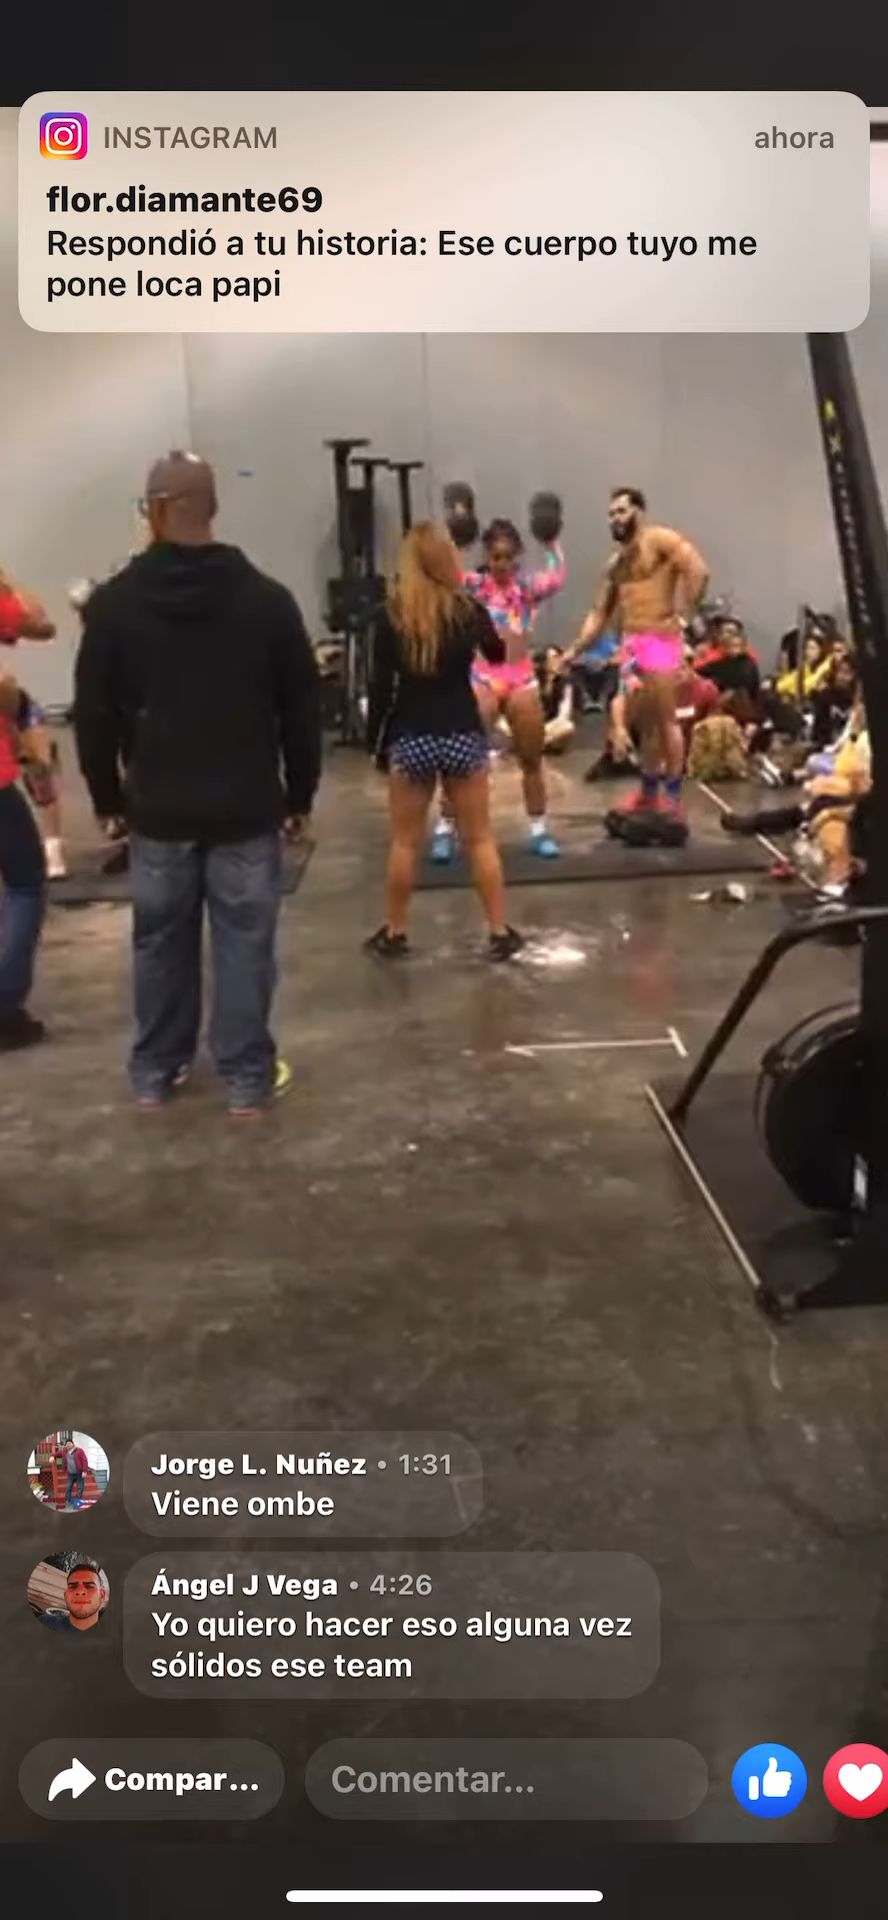 INSTAGRAM ahora
flor.diamante69
Respondió a tu historia: Ese cuerpo tuyo me
pone loca papi
Jorge L. Nuñez • 1:31
Viene ombe
Ángel J Vega • 4:26
Yo quiero hacer eso alguna vez
sólidos ese team
Compar...
Comentar...